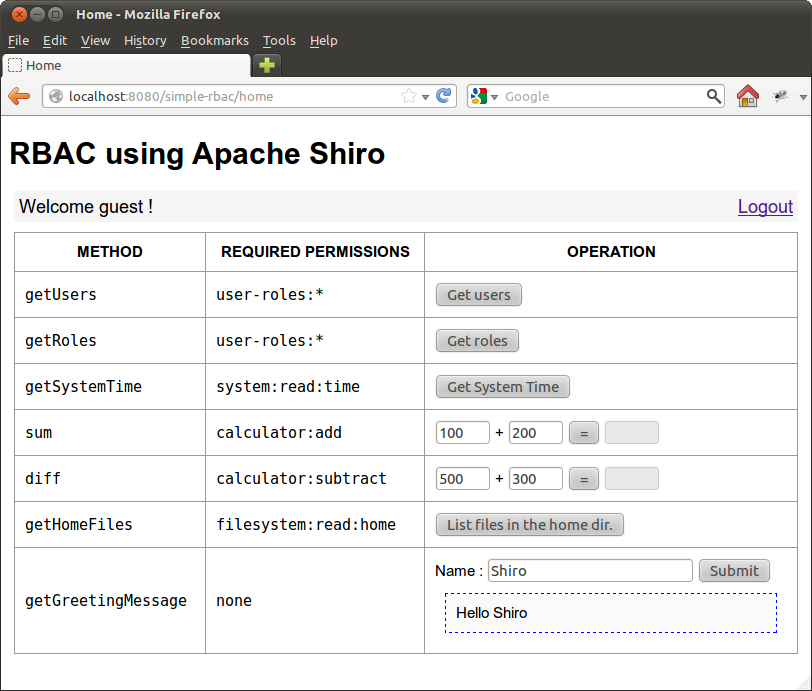 Home - Mozilla Firefox
File Edit View History Bookmarks Tools Help
Home
localhost:8080/simple-rbac/home Google
RBAC using Apache Shiro
Welcome guest ! Logout
METHOD REQUIRED PERMISSIONS OPERATION
getUsers user-roles:* Get users
getRoles user-roles:* Get roles
getSystemTime system:read:time Get System Time
sum calculator:add 100 + 200 =
diff calculator:subtract 500 + 300 =
getHomeFiles filesystem:read:home List files in the home dir.
Name : Shiro Submit
getGreetingMessage none
Hello Shiro